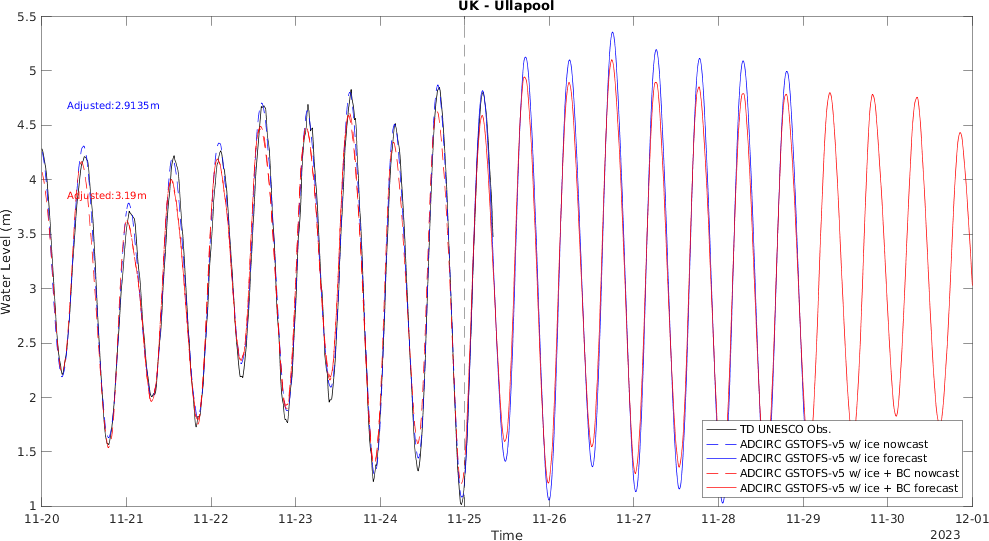 UK - Ullapool
5.5
5
4.5
4
3.5
3
2.5
2
1.5
1
Water Level (m)
Adjusted:2.9135m
Adjusted:3.19m
TD UNESCO Obs.
ADCIRC GSTOFS-v5 w/ ice nowcast
ADCIRC GSTOFS-v5 w/ ice forecast
ADCIRC GSTOFS-v5 w/ ice + BC nowcast
ADCIRC GSTOFS-v5 w/ ice + BC forecast
11-20 11-21 11-22 11-23 11-24 11-25 11-26 11-27 11-28 11-29 11-30 12-01
Time
2023